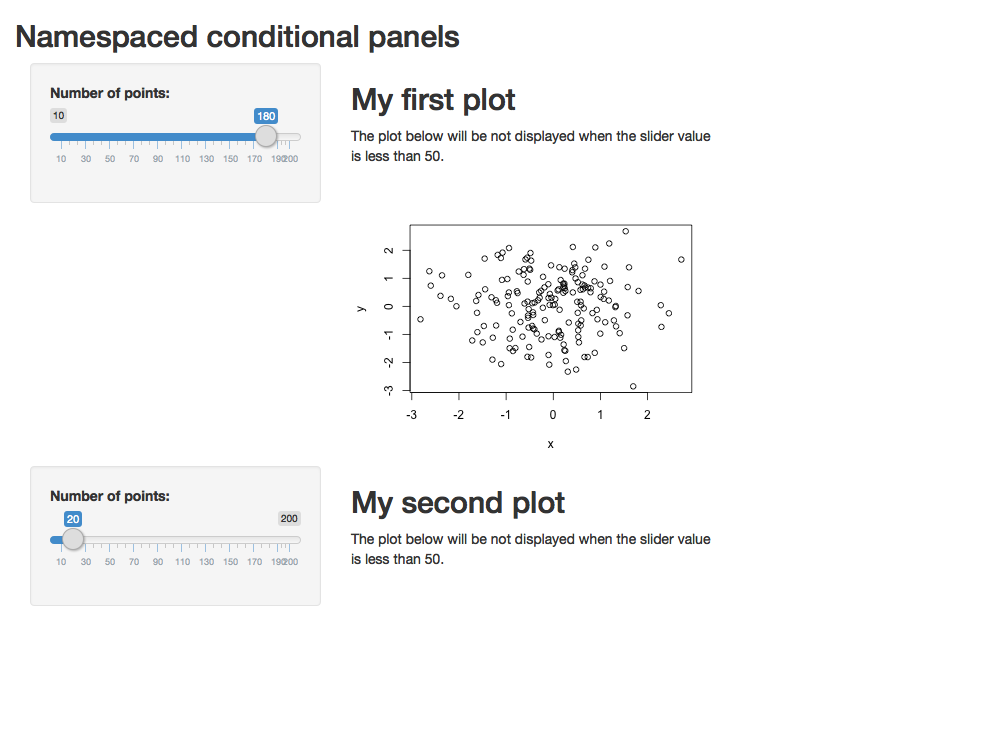 Namespaced conditional panels
Number of points:
10 180
10 30 50 70 90 110 130 150 170 190 200
My first plot
The plot below will be not displayed when the slider value
is less than 50.
y
2
1
0
-1
-2
-3
-3 -2 -1 0 1 2
x
Number of points:
20 200
10 30 50 70 90 110 130 150 170 190 200
My second plot
The plot below will be not displayed when the slider value
is less than 50.